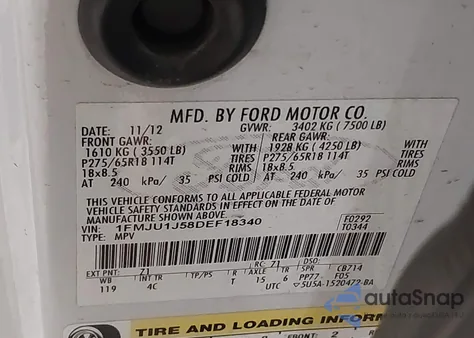 MFD. BY FORD MOTOR CO.
DATE: 11/12 GVWR: 3402 KG ( 7500 LB)
FRONT GAWR: REAR GAWR:
1610 KG ( 3550 LB) WITH 1928 KG ( 4250 LB) WITH
P275/65R18 114T TIRES P275/65R18 114T TIRES
18x8.5 RIMS 18x8.5 RIMS
AT 240 kPa/ 35 PSI COLD AT 240 kPa/ 35 PSI COLD
THIS VEHICLE CONFORMS TO ALL APPLICABLE FEDERAL MOTOR
VEHICLE SAFETY STANDARDS IN EFFECT ON THE DATE OF
MANUFACTURE SHOWN ABOVE.
VIN: 1FMJU1J58DEF18340 F0292
TYPE: MPV T0344
EXT PNT: Z1 RC: Z1 DSO:
WB INT TR TP/PS R AXLE TR SPR CB714
119 4C T 15 6 PP77 F05
UTC 5U5A-1520472-BA
autoSnap
TIRE AND LOADING INFORM